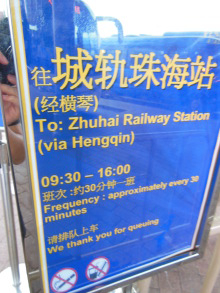 往城轨珠海站
(经横琴)
To: Zhuhai Railway Station
(via Hengqin)
09:30 – 16:00
班次 :约30分钟一班
Frequency : approximately every 30
minutes
请排队上车
We thank you for queuing